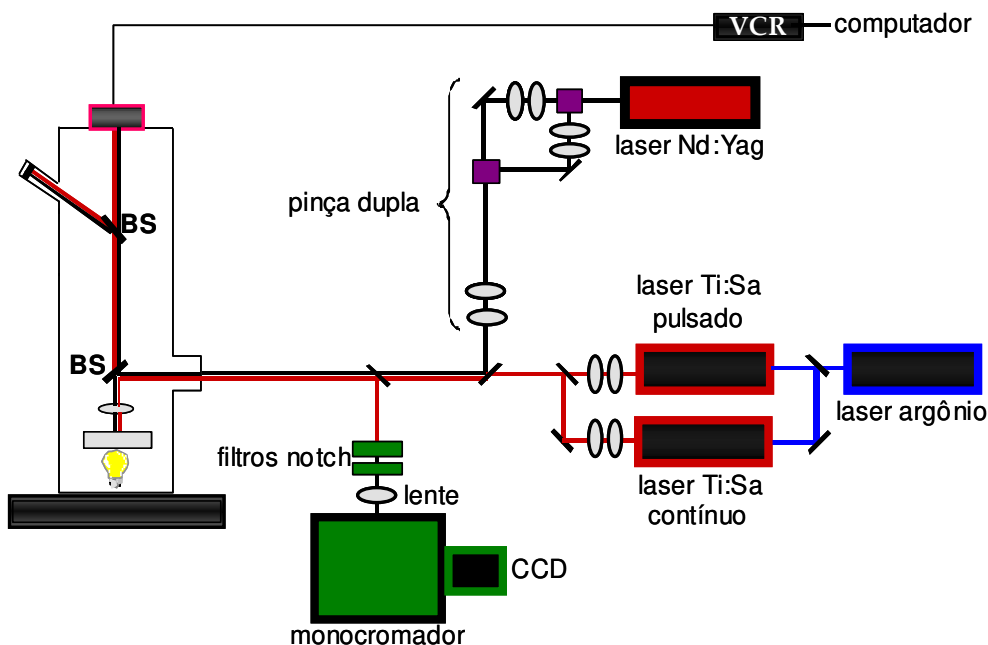 VCR
computador
laser Nd:Yag
pinça dupla
BS
laser Ti:Sa
pulsado
BS
laser argônio
filtros notch
lente
laser Ti:Sa
contínuo
CCD
monocromador